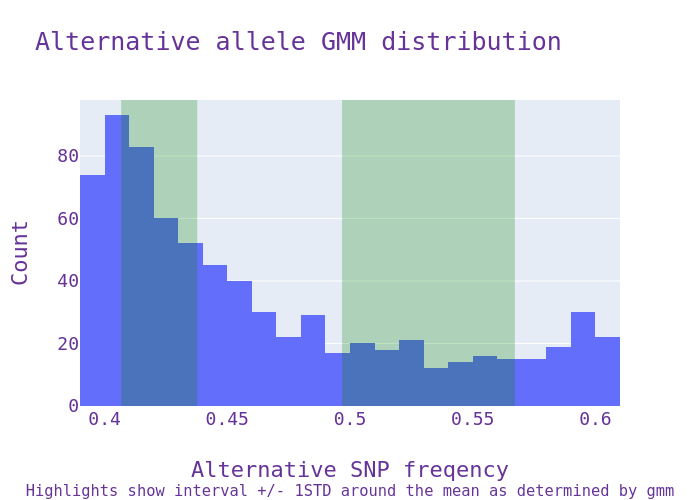 Alternative allele GMM distribution
Count
80
60
40
20
0
0.4 0.45 0.5 0.55 0.6
Alternative SNP freqency
Highlights show interval +/- 1STD around the mean as determined by gmm